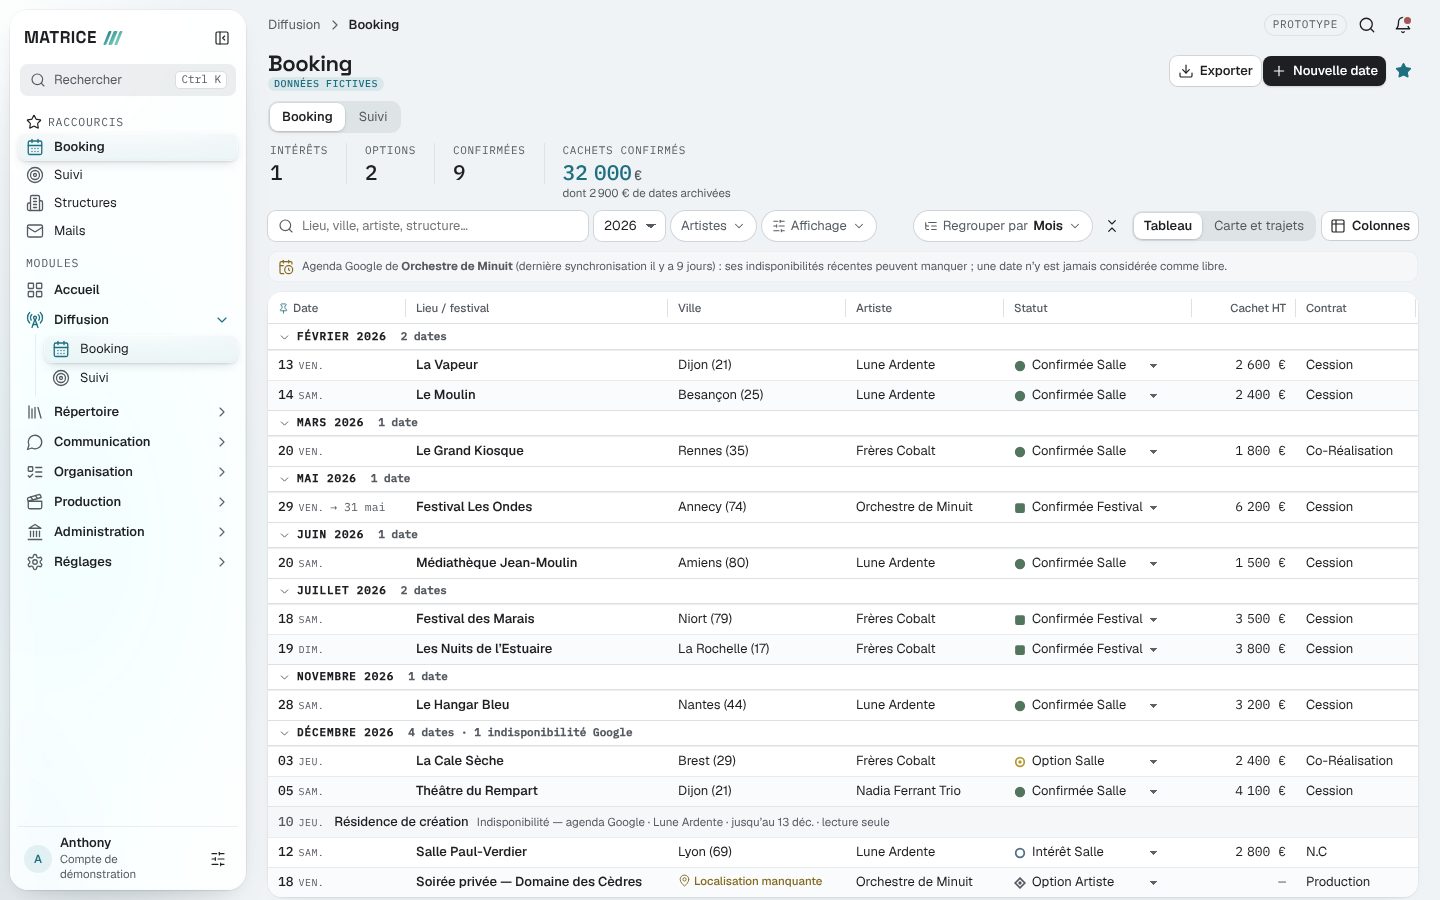 MATRICE
Rechercher Ctrl K
RACCOURCIS
Booking
Suivi
Structures
Mails
MODULES
Accueil
Diffusion
Booking
Suivi
Répertoire
Communication
Organisation
Production
Administration
Réglages
A
Anthony
Compte de
démonstration
Diffusion > Booking
PROTOTYPE
Booking
DONNÉES FICTIVES
Exporter
+ Nouvelle date
Booking Suivi
INTÉRÊTS OPTIONS CONFIRMÉES CACHETS CONFIRMÉS
1 2 9 32 000 €
dont 2 900 € de dates archivées
Lieu, ville, artiste, structure... 2026 Artistes Affichage Regrouper par Mois Tableau Carte et trajets Colonnes
Agenda Google de Orchestre de Minuit (dernière synchronisation il y a 9 jours) : ses indisponibilités récentes peuvent manquer ; une date n'y est jamais considérée comme libre.
Date Lieu / festival Ville Artiste Statut Cachet HT Contrat
FÉVRIER 2026 2 dates
13 VEN. La Vapeur Dijon (21) Lune Ardente Confirmée Salle 2 600 € Cession
14 SAM. Le Moulin Besançon (25) Lune Ardente Confirmée Salle 2 400 € Cession
MARS 2026 1 date
20 VEN. Le Grand Kiosque Rennes (35) Frères Cobalt Confirmée Salle 1 800 € Co-Réalisation
MAI 2026 1 date
29 VEN. → 31 mai Festival Les Ondes Annecy (74) Orchestre de Minuit Confirmée Festival 6 200 € Cession
JUIN 2026 1 date
20 SAM. Médiathèque Jean-Moulin Amiens (80) Lune Ardente Confirmée Salle 1 500 € Cession
JUILLET 2026 2 dates
18 SAM. Festival des Marais Niort (79) Frères Cobalt Confirmée Festival 3 500 € Cession
19 DIM. Les Nuits de l'Estuaire La Rochelle (17) Frères Cobalt Confirmée Festival 3 800 € Cession
NOVEMBRE 2026 1 date
28 SAM. Le Hangar Bleu Nantes (44) Lune Ardente Confirmée Salle 3 200 € Cession
DÉCEMBRE 2026 4 dates · 1 indisponibilité Google
03 JEU. La Cale Sèche Brest (29) Frères Cobalt Option Salle 2 400 € Co-Réalisation
05 SAM. Théâtre du Rempart Dijon (21) Nadia Ferrant Trio Confirmée Salle 4 100 € Cession
10 JEU. Résidence de création Indisponibilité — agenda Google · Lune Ardente · jusqu'au 13 déc. · lecture seule
12 SAM. Salle Paul-Verdier Lyon (69) Lune Ardente Intérêt Salle 2 800 € N.C
18 VEN. Soirée privée — Domaine des Cèdres Localisation manquante Orchestre de Minuit Option Artiste – Production